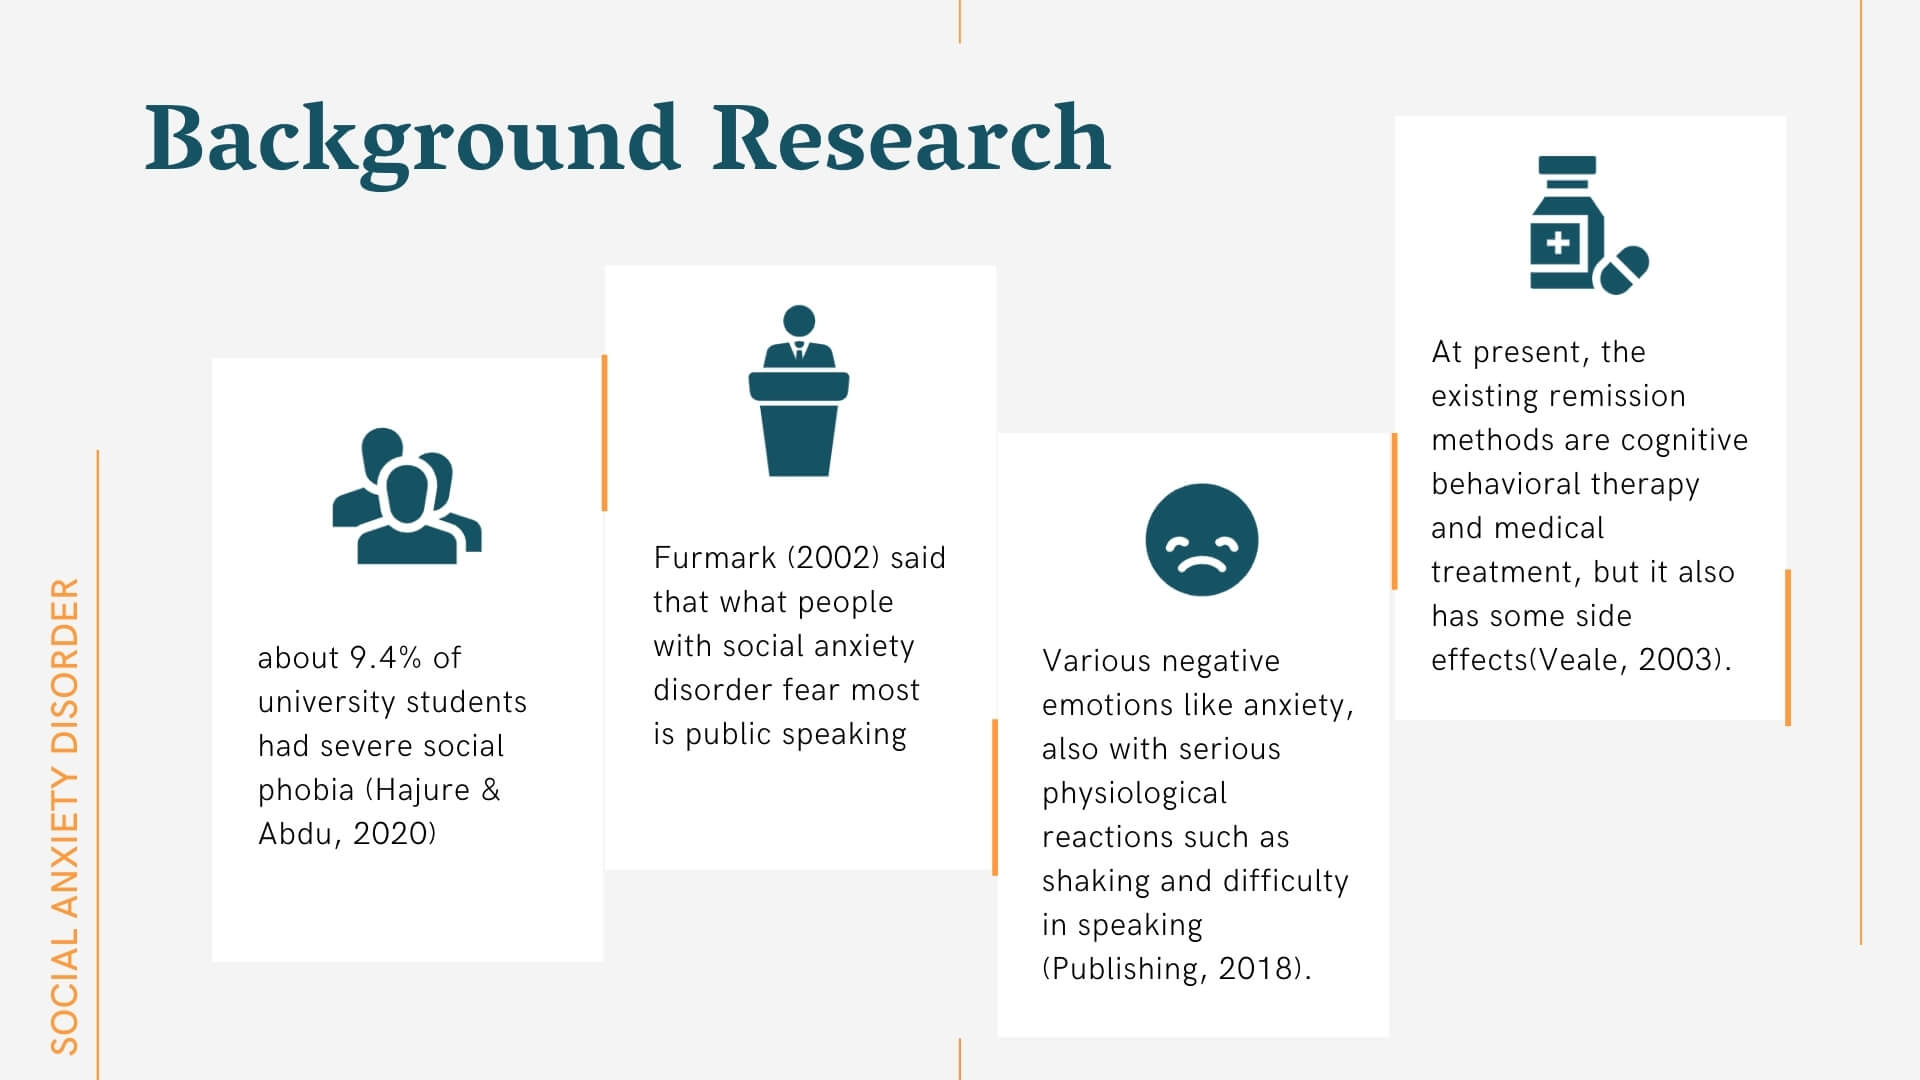 Background Research
about 9.4% of
university students
had severe social
phobia (Hajure &
Abdu, 2020)
Furmark (2002) said
that what people
with social anxiety
disorder fear most
is public speaking
Various negative
emotions like anxiety,
also with serious
physiological
reactions such as
shaking and difficulty
in speaking
(Publishing, 2018).
At present, the
existing remission
methods are cognitive
behavioral therapy
and medical
treatment, but it also
has some side
effects(Veale, 2003).
SOCIAL ANXIETY DISORDER